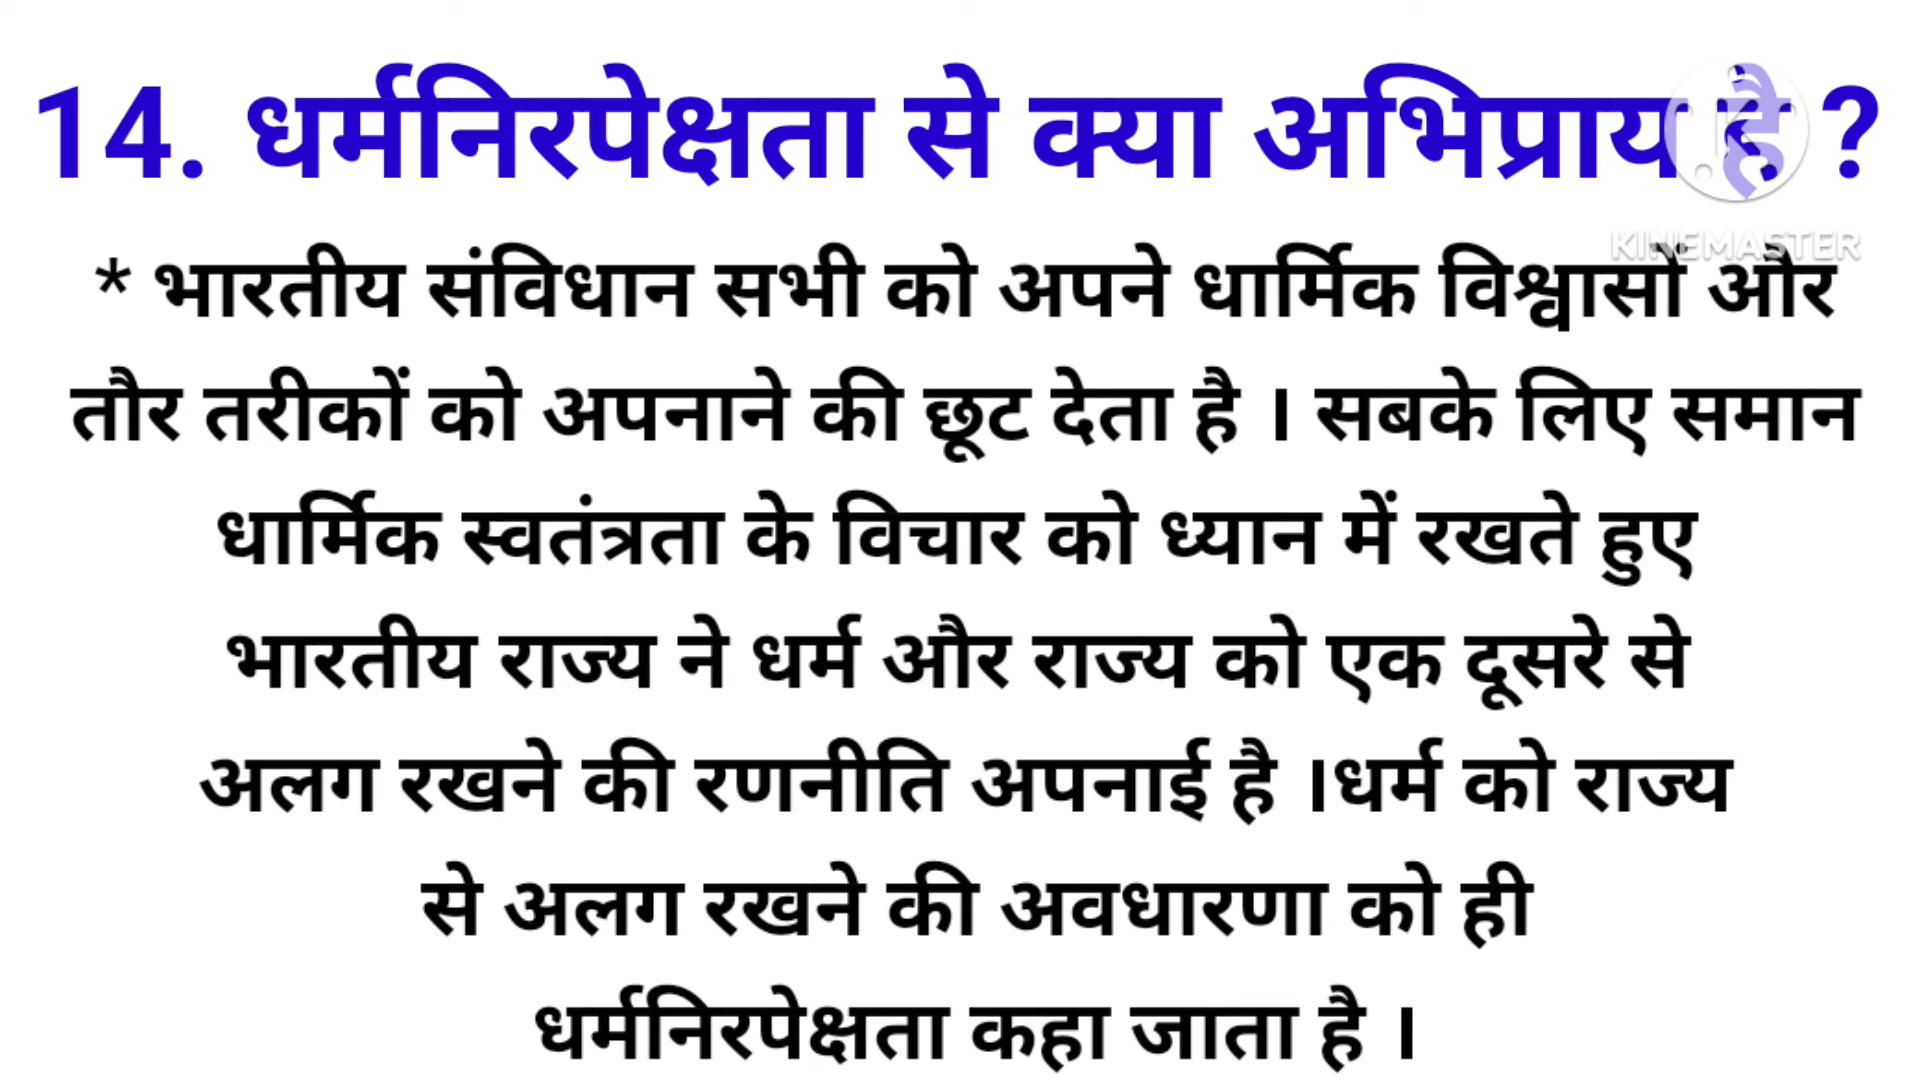 14. धर्मनिरपेक्षता से क्या अभिप्राय है ?
KINEMASTER
* भारतीय संविधान सभी को अपने धार्मिक विश्वासों और
तौर तरीकों को अपनाने की छूट देता है । सबके लिए समान
धार्मिक स्वतंत्रता के विचार को ध्यान में रखते हुए
भारतीय राज्य ने धर्म और राज्य को एक दूसरे से
अलग रखने की रणनीति अपनाई है ।धर्म को राज्य
से अलग रखने की अवधारणा को ही
धर्मनिरपेक्षता कहा जाता है ।